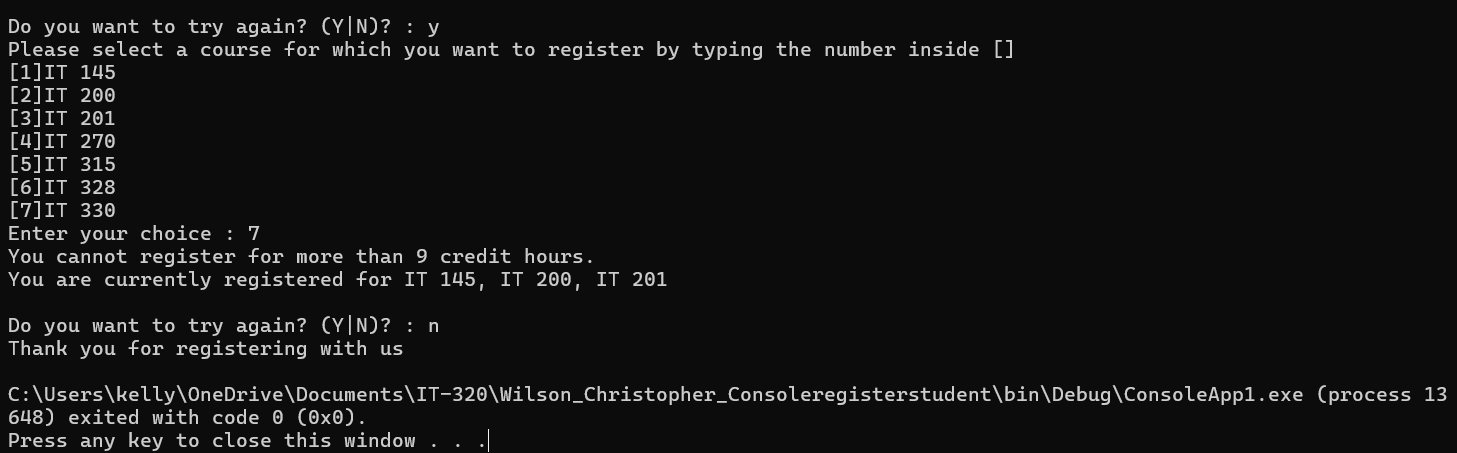 Do you want to try again? (Y|N)? : y
Please select a course for which you want to register by typing the number inside []
[1]IT 145
[2]IT 200
[3]IT 201
[4]IT 270
[5]IT 315
[6]IT 328
[7]IT 330
Enter your choice : 7
You cannot register for more than 9 credit hours.
You are currently registered for IT 145, IT 200, IT 201

Do you want to try again? (Y|N)? : n
Thank you for registering with us

C:\Users\kelly\OneDrive\Documents\IT-320\Wilson_Christopher_Consoleregisterstudent\bin\Debug\ConsoleApp1.exe (process 13
648) exited with code 0 (0x0).
Press any key to close this window . . .